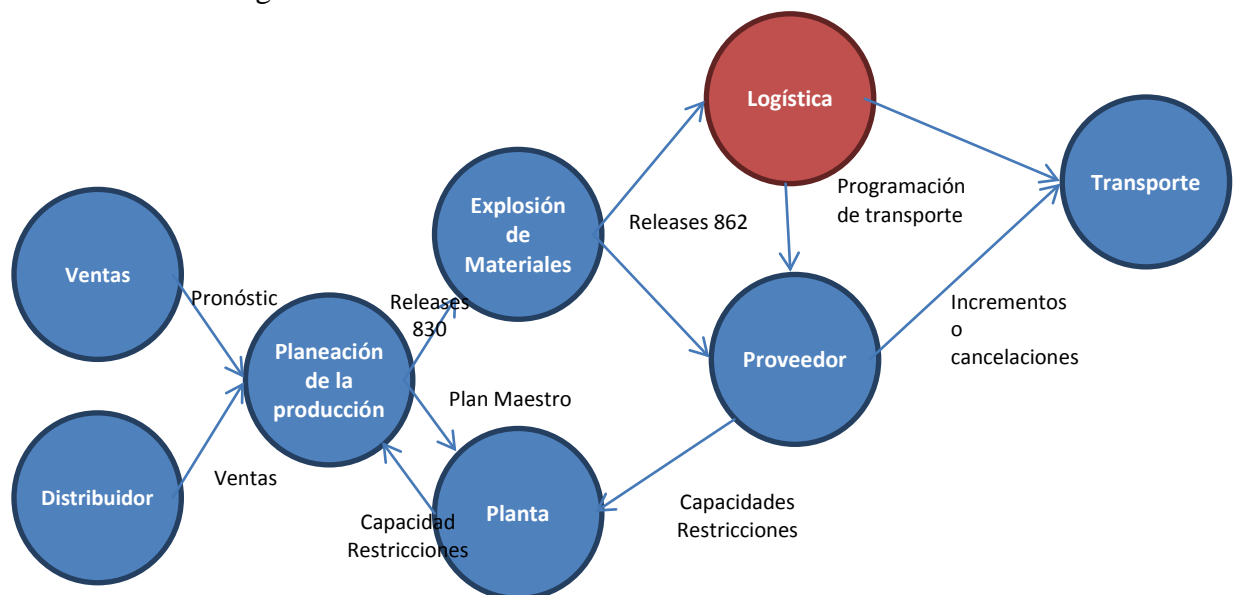 Logística
Transporte
Programación
de transporte
Explosión
de
Materiales
Releases 862
Ventas
Pronóstic
Releases
830
Incrementos
o
cancelaciones
Planeación
de la
producción
Proveedor
Plan Maestro
Ventas
Distribuidor
Planta
Capacidad
Restricciones
Capacidades
Restricciones